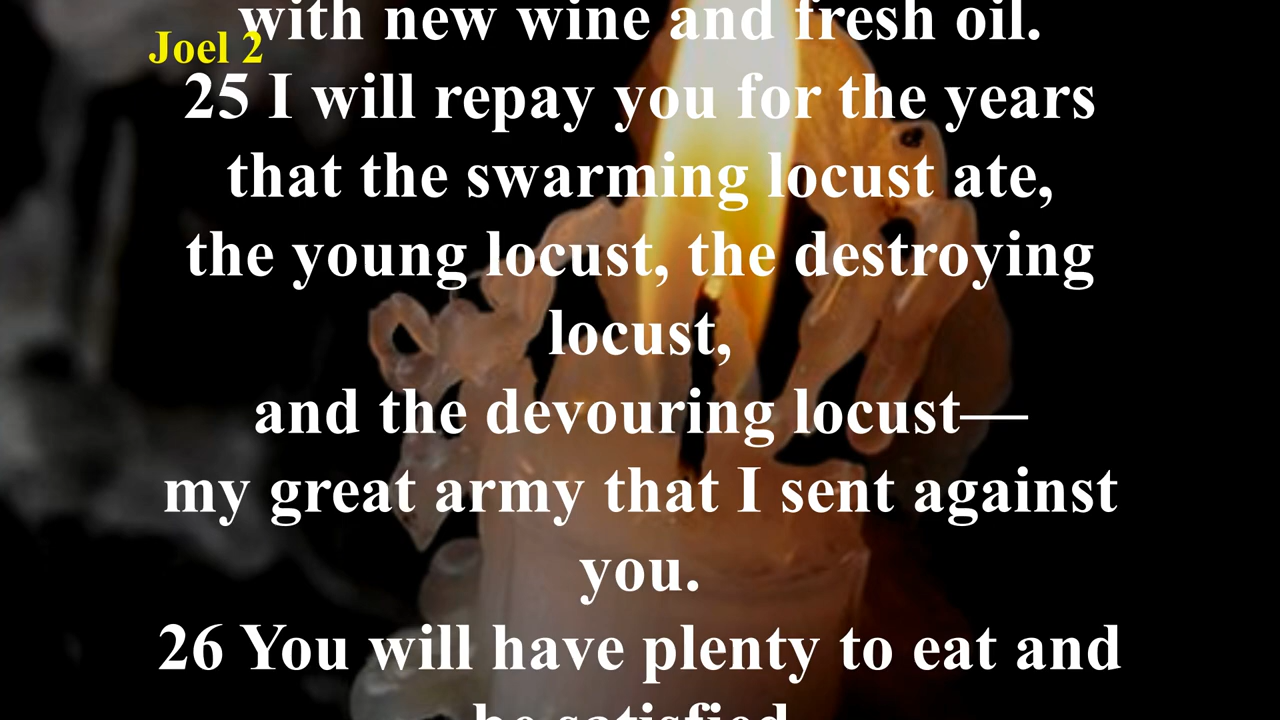 with new wine and fresh oil.
Joel 2
25 I will repay you for the years
that the swarming locust ate,
the young locust, the destroying
locust,
and the devouring locust—
my great army that I sent against
you.
26 You will have plenty to eat and
be satisfied.